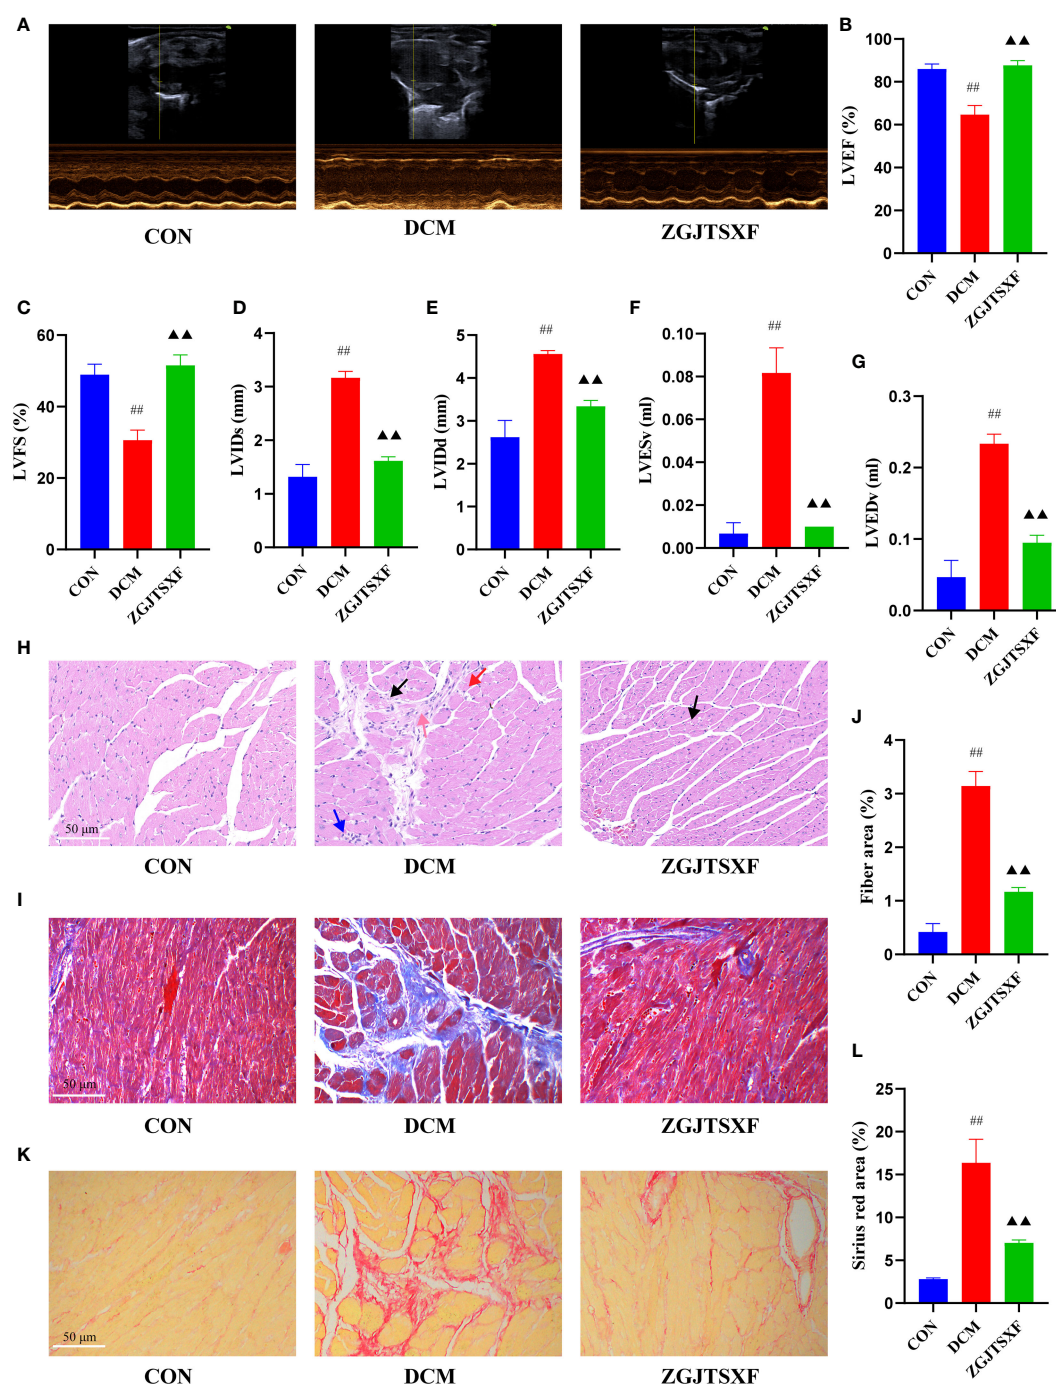 A
CON
DCM
ZGJTSXF
B
LVEF (%)
100
80
60
40
20
0
##
▲▲
CON
DCM
ZGJTSXF
C
LVFS (%)
60
40
20
0
##
▲▲
CON
DCM
ZGJTSXF
D
LVIDs (mm)
4
3
2
1
0
##
▲▲
CON
DCM
ZGJTSXF
E
LVIDd (mm)
5
4
3
2
1
0
##
▲▲
CON
DCM
ZGJTSXF
F
LVESv (ml)
0.10
0.08
0.06
0.04
0.02
0.00
##
▲▲
CON
DCM
ZGJTSXF
G
LVEDv (ml)
0.3
0.2
0.1
0.0
##
▲▲
CON
DCM
ZGJTSXF
H
50 μm
CON
DCM
ZGJTSXF
I
50 μm
CON
DCM
ZGJTSXF
J
Fiber area (%)
4
3
2
1
0
##
▲▲
CON
DCM
ZGJTSXF
K
50 μm
CON
DCM
ZGJTSXF
L
Sirius red area (%)
25
20
15
10
5
0
##
▲▲
CON
DCM
ZGJTSXF